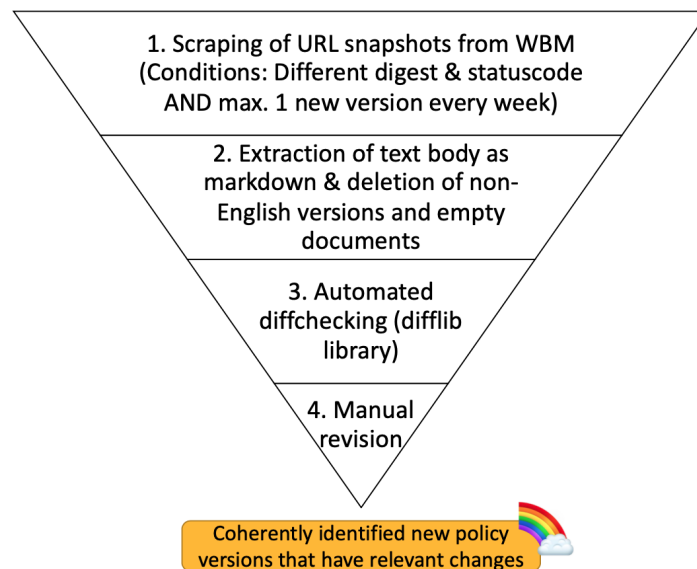 1. Scraping of URL snapshots from WBM
(Conditions: Different digest & statuscode
AND max. 1 new version every week)
2. Extraction of text body as
markdown & deletion of non-
English versions and empty
documents
3. Automated
diffchecking (difflib
library)
4. Manual
revision
Coherently identified new policy
versions that have relevant changes